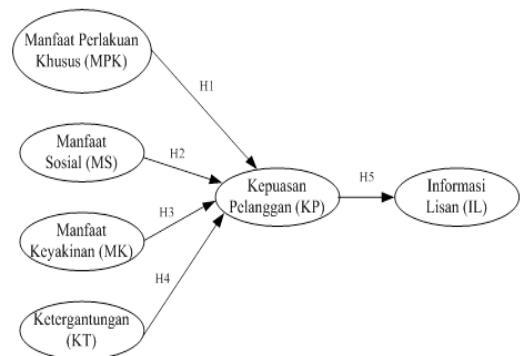 Manfaat Perlakuan
Khusus (MPK)
H1
Manfaat
Sosial (MS)
H2
Kepuasan
Pelanggan (KP)
H5
Informasi
Lisan (IL)
Manfaat
Keyakinan (MK)
H3
H4
Ketergantungan
(KT)